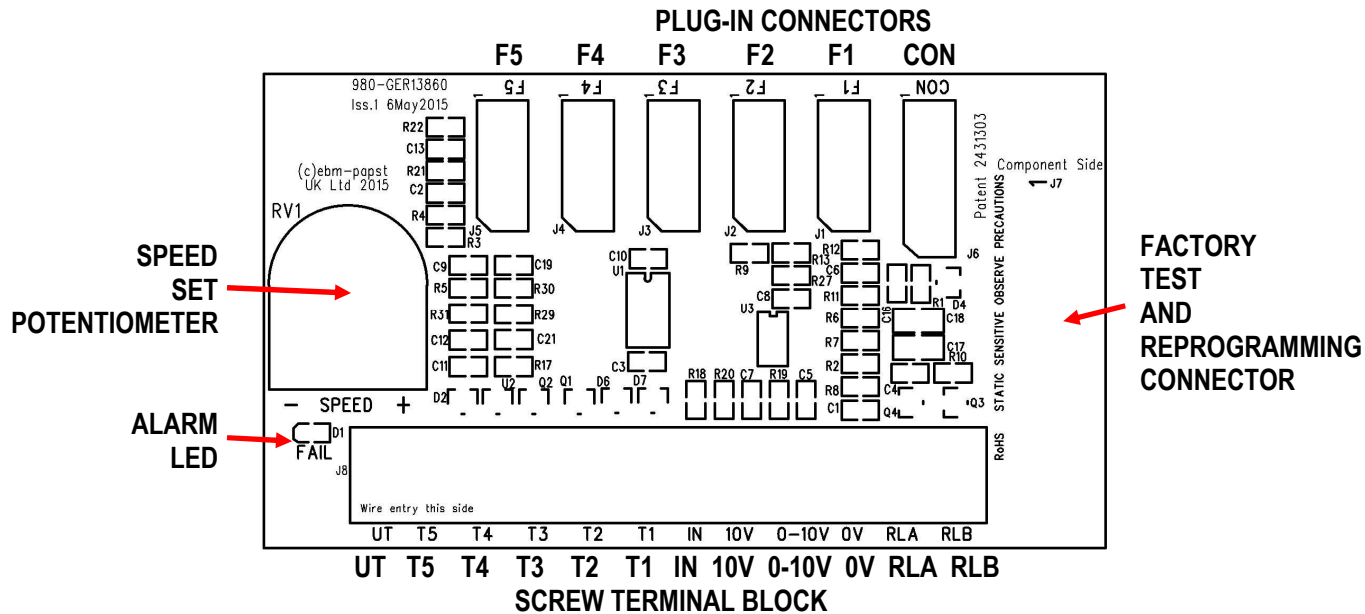 PLUG-IN CONNECTORS
F5 F4 F3 F2 F1 CON
980-GER13860
Iss.1 6May2015
1 F5 1 F4 1 F3 1 F2 1 F1 1 CON
R22
C13
R21
C2
R4
R3
(c)ebm-papst
UK Ltd 2015
RV1
J5 J4 J3 J2 J1 J6
Patent 2431303
Component Side
1 J7
STATIC SENSITIVE OBSERVE PRECAUTIONS
RoHS
SPEED
SET
POTENTIOMETER
FACTORY
TEST
AND
REPROGRAMMING
CONNECTOR
C9 C19
R5 R30
R31 R29
C12 C21
C11 R17
C10
U1
C3
R9
R13
R27
C8
U3
R12
C6
R11
R6
R7
R2
R8
C1
C16
R1
D4
C18
C17
R10
C4
Q4
Q3
D2 U2 Q2 Q1 D6 D7
R18 R20 C7 R19 C5
- SPEED +
ALARM
LED
D1
FAIL
J8
Wire entry this side
UT T5 T4 T3 T2 T1 IN 10V 0-10V 0V RLA RLB
UT T5 T4 T3 T2 T1 IN 10V 0-10V 0V RLA RLB
SCREW TERMINAL BLOCK